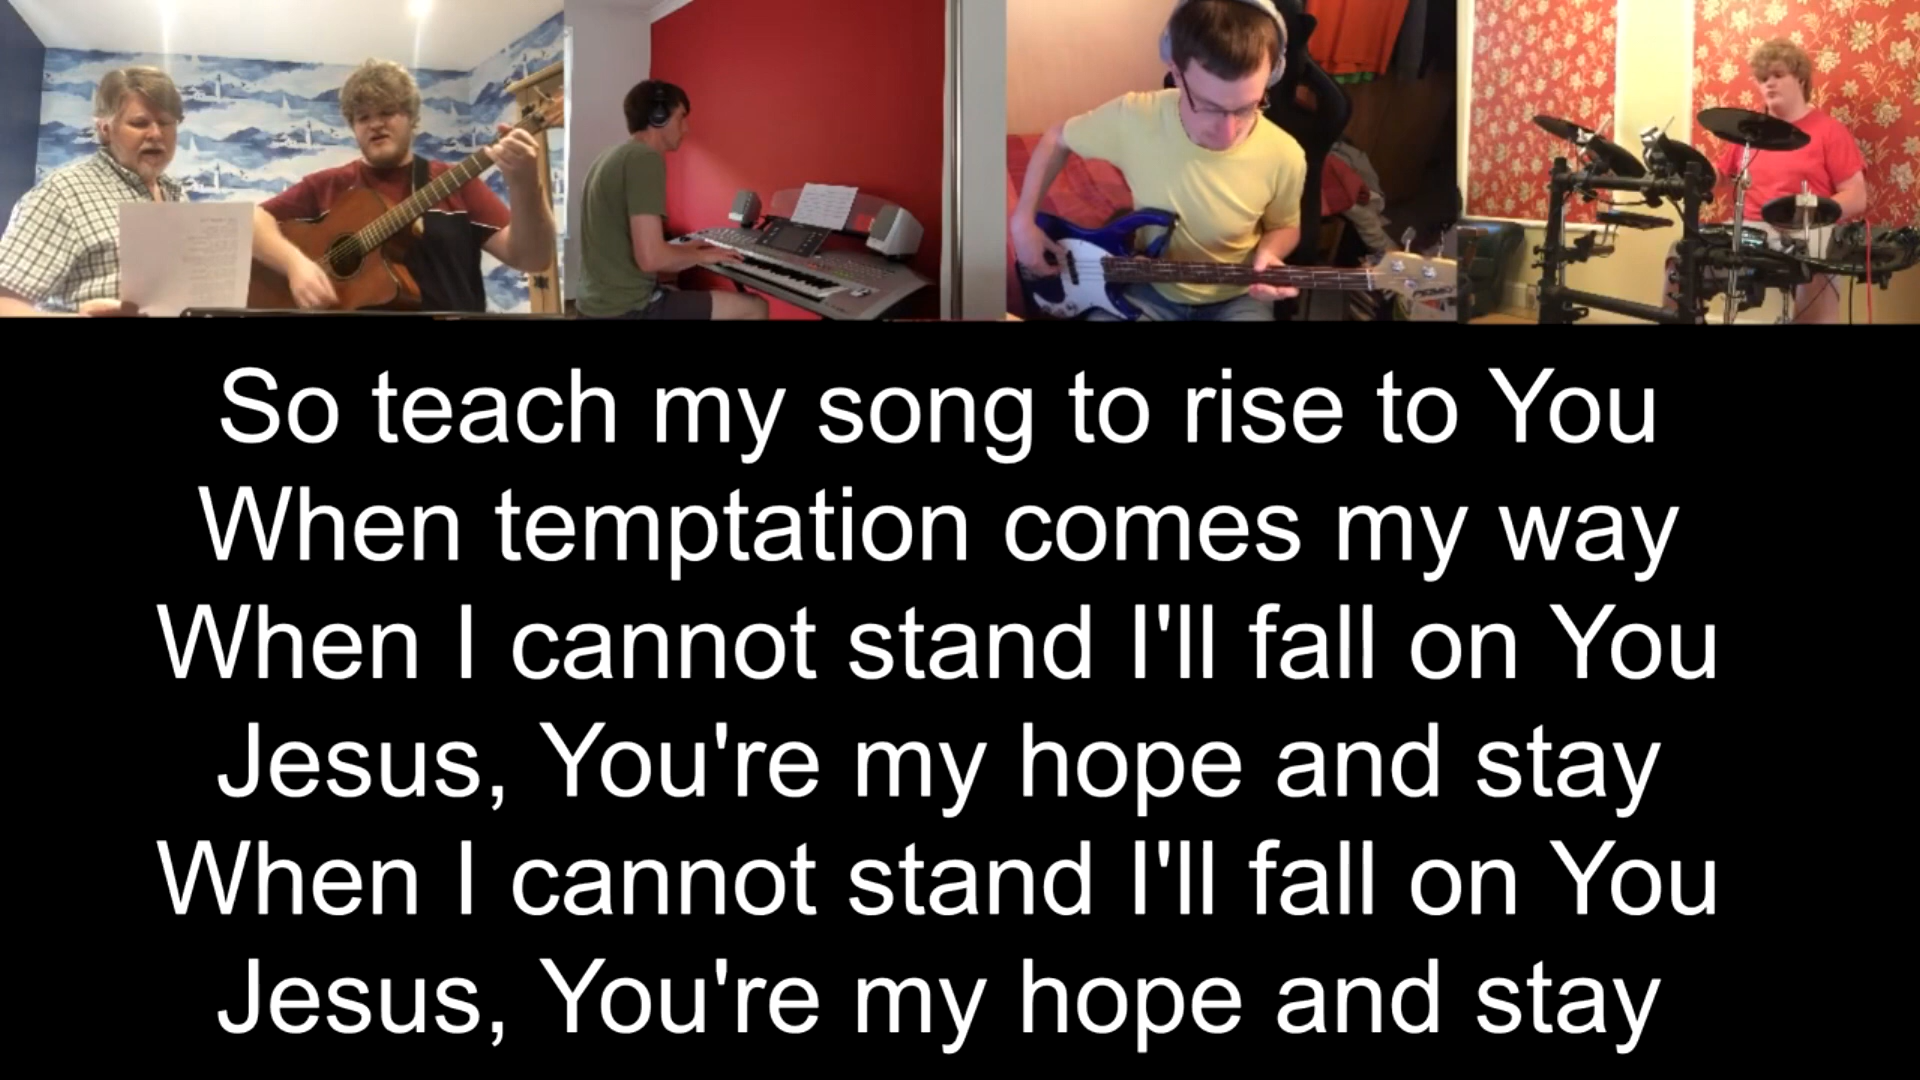 So teach my song to rise to You
When temptation comes my way
When I cannot stand I'll fall on You
Jesus, You're my hope and stay
When I cannot stand I'll fall on You
Jesus, You're my hope and stay